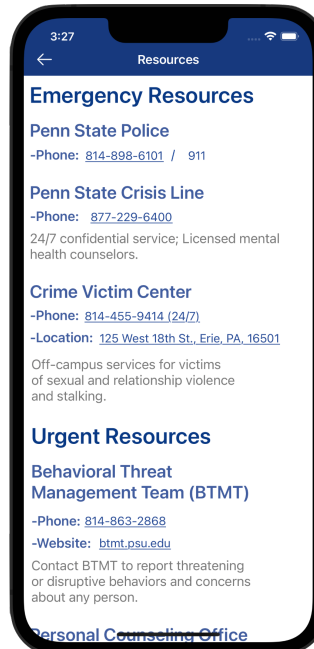 3:27
Resources
Emergency Resources
Penn State Police
-Phone: 814-898-6101 / 911
Penn State Crisis Line
-Phone: 877-229-6400
24/7 confidential service; Licensed mental
health counselors.
Crime Victim Center
-Phone: 814-455-9414 (24/7)
-Location: 125 West 18th St., Erie, PA, 16501
Off-campus services for victims
of sexual and relationship violence
and stalking.
Urgent Resources
Behavioral Threat
Management Team (BTMT)
-Phone: 814-863-2868
-Website: btmt.psu.edu
Contact BTMT to report threatening
or disruptive behaviors and concerns
about any person.
Personal Counseling Office